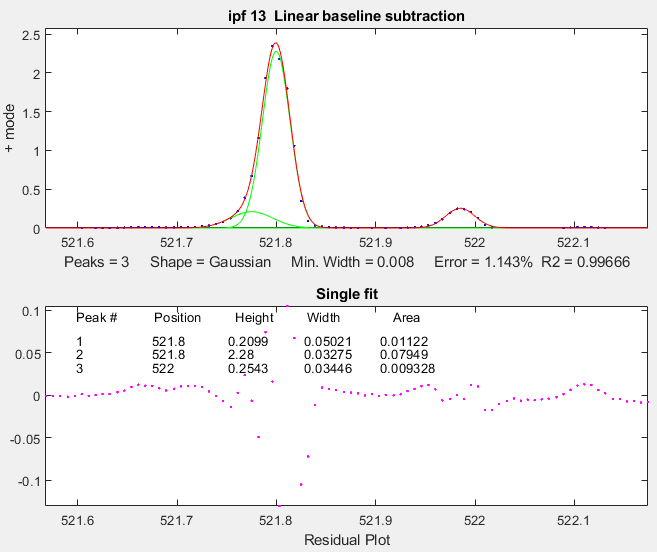 ipf 13 Linear baseline subtraction
2.5
2
1.5
1
0.5
0
+ mode
521.6 521.7 521.8 521.9 522 522.1
Peaks = 3 Shape = Gaussian Min. Width = 0.008 Error = 1.143% R2 = 0.99666
Single fit
0.1
0.05
0
-0.05
-0.1
Peak # Position Height Width Area
1 521.8 0.2099 0.05021 0.01122
2 521.8 2.28 0.03275 0.07949
3 522 0.2543 0.03446 0.009328
521.6 521.7 521.8 521.9 522 522.1
Residual Plot